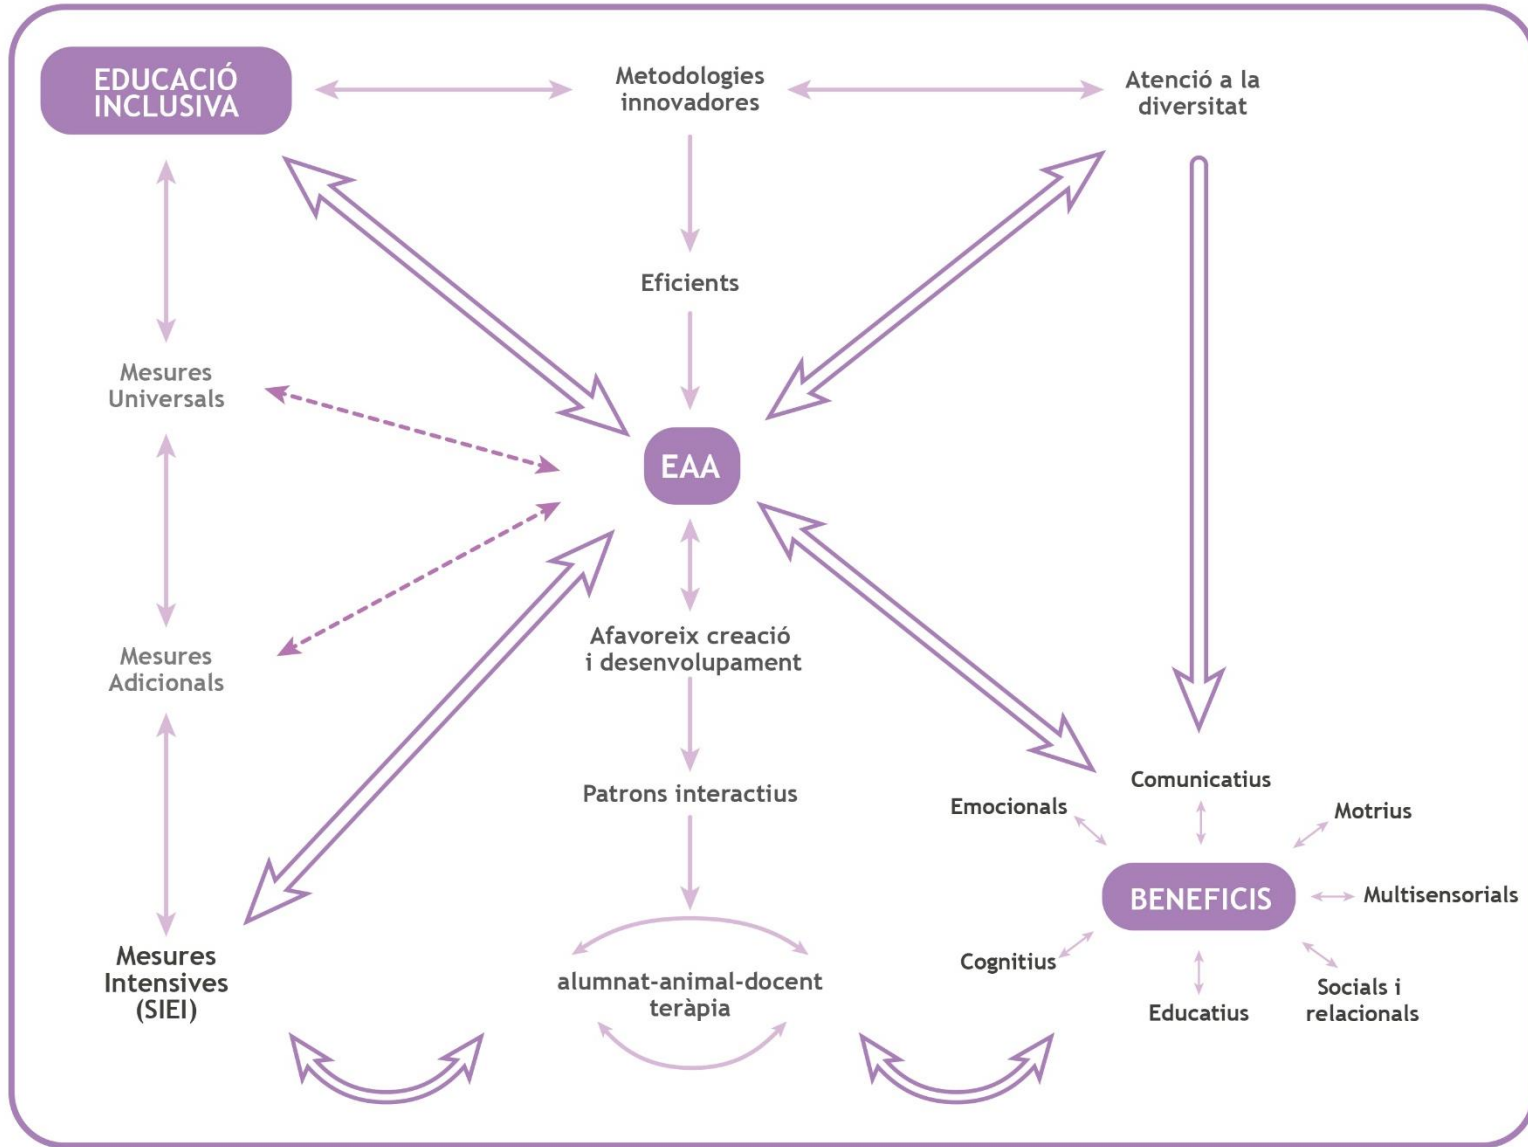 EDUCACIÓ
INCLUSIVA
Metodologies
innovadores
Atenció a la
diversitat
Eficients
Mesures
Universals
EAA
Afavoreix creació
i desenvolupament
Mesures
Adicionals
Patrons interactius
Comunicatius
Emocionals
Motrius
BENEFICIS
Multisensorials
Mesures
Intensives
(SIEI)
alumnat-animal-docent
teràpia
Cognitius
Educatius
Socials i
relacionals